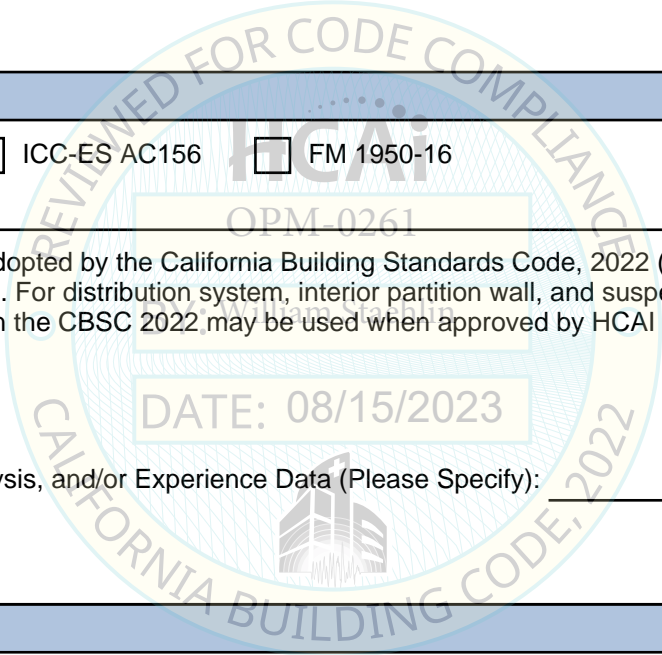 REVIEWED FOR CODE COMPLIANCE
HCAi
ICC-ES AC156 FM 1950-16
OPM-0261
dopted by the California Building Standards Code, 2022 (
. For distribution system, interior partition wall, and suspe
n the CBSC 2022 may be used when approved by HCAI
BY: William Staehlin
DATE: 08/15/2023
ysis, and/or Experience Data (Please Specify):
CALIFORNIA BUILDING CODE, 2022